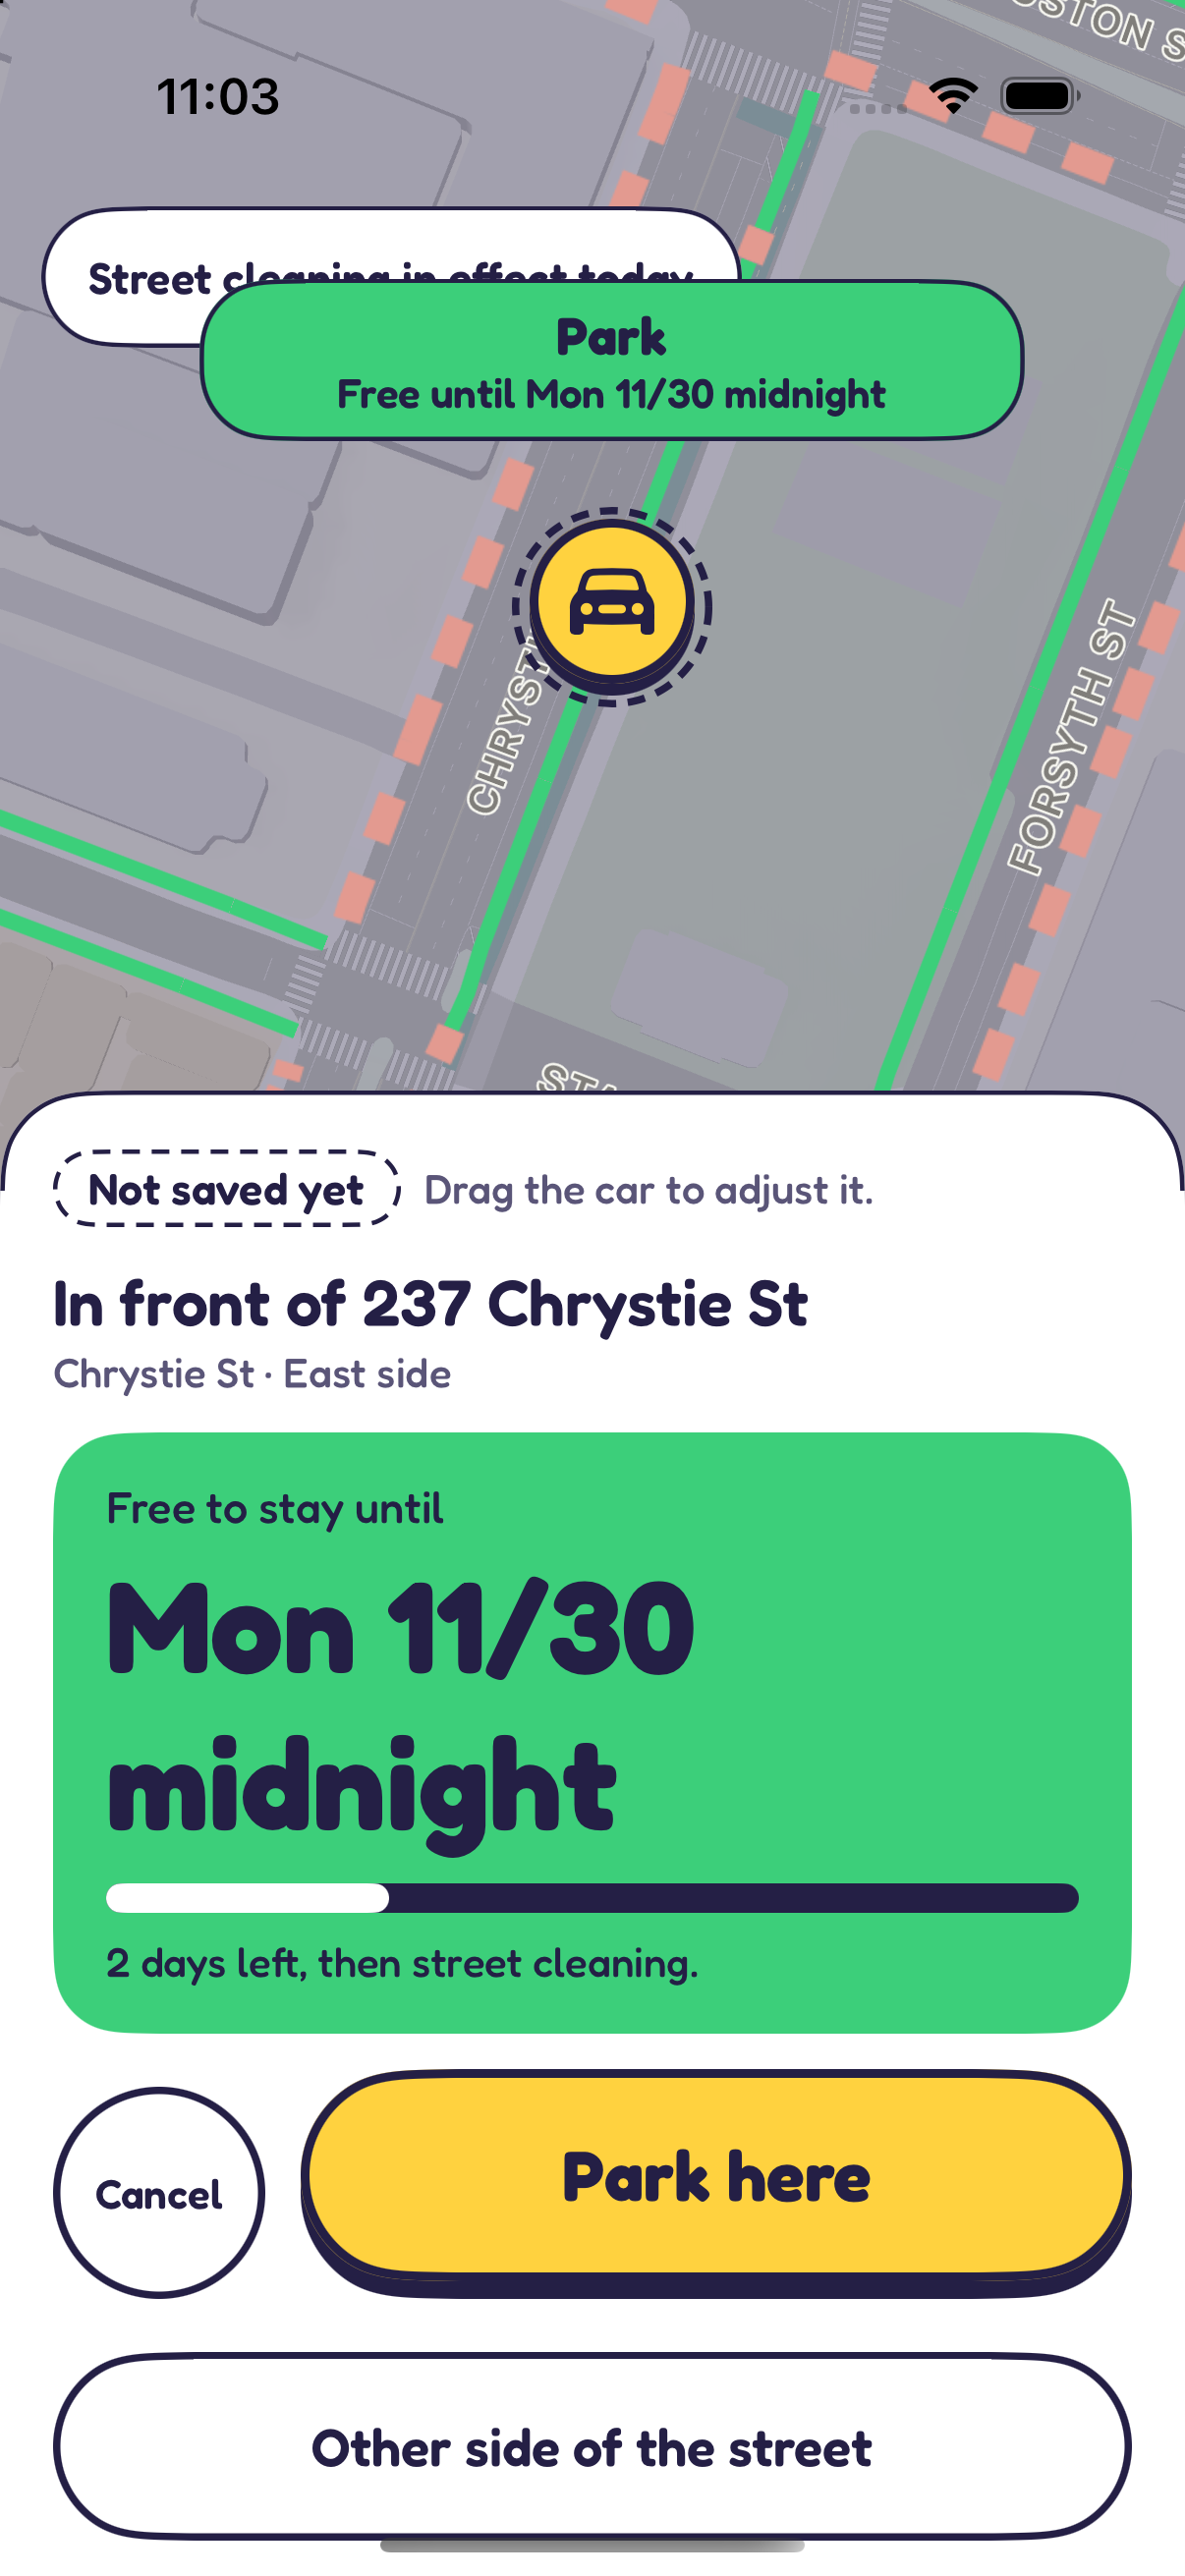 11:03
Street cleaning in effect today
Park
Free until Mon 11/30 midnight
FORSYTH ST
Not saved yet
Drag the car to adjust it.
In front of 237 Chrystie St
Chrystie St · East side
Free to stay until
Mon 11/30
midnight
2 days left, then street cleaning.
Cancel
Park here
Other side of the street